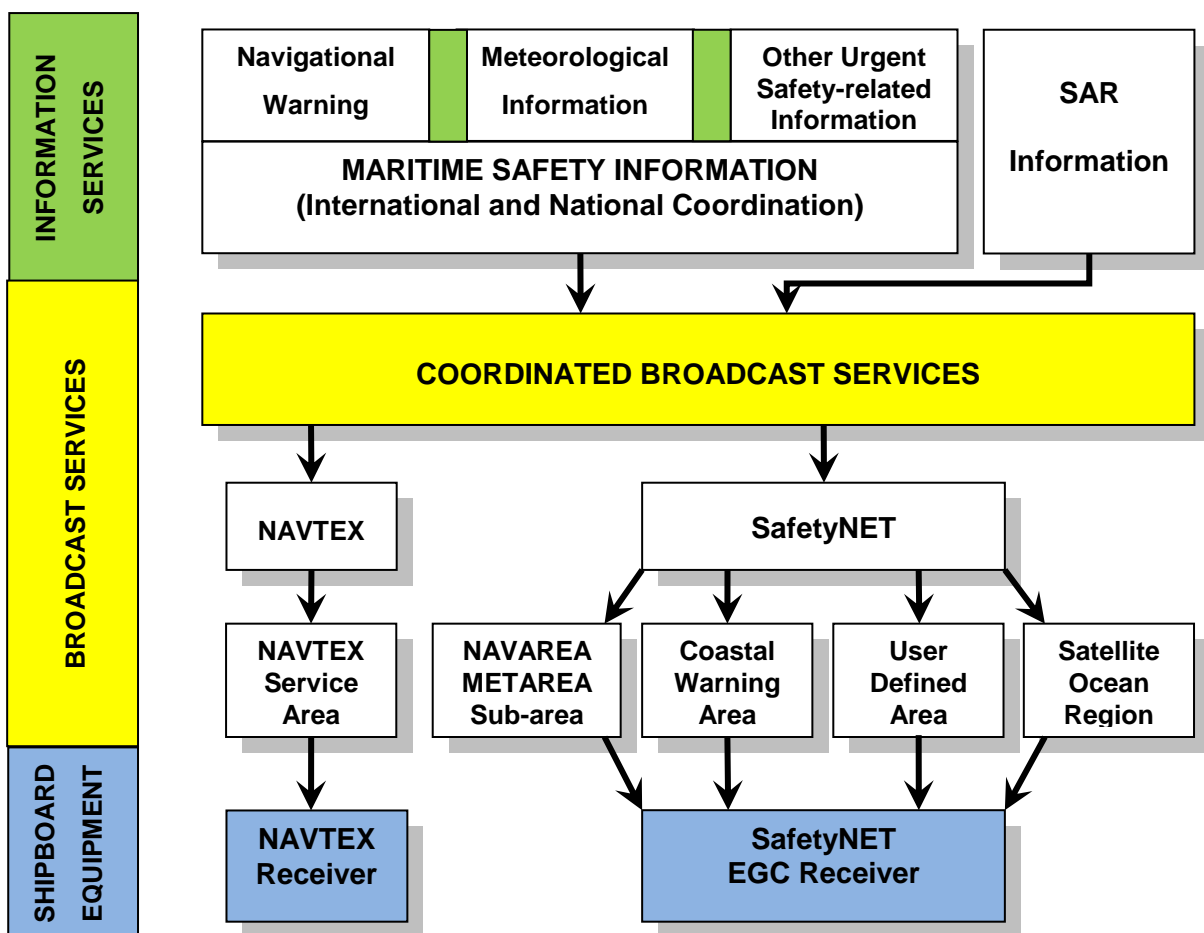 INFORMATION
SERVICES
Navigational
Warning
Meteorological
Information
Other Urgent
Safety-related
Information
MARITIME SAFETY INFORMATION
(International and National Coordination)
SAR
Information
BROADCAST SERVICES
COORDINATED BROADCAST SERVICES
NAVTEX
SafetyNET
NAVTEX
Service
Area
NAVAREA
METAREA
Sub-area
Coastal
Warning
Area
User
Defined
Area
Satellite
Ocean
Region
SHIPBOARD
EQUIPMENT
NAVTEX
Receiver
SafetyNET
EGC Receiver